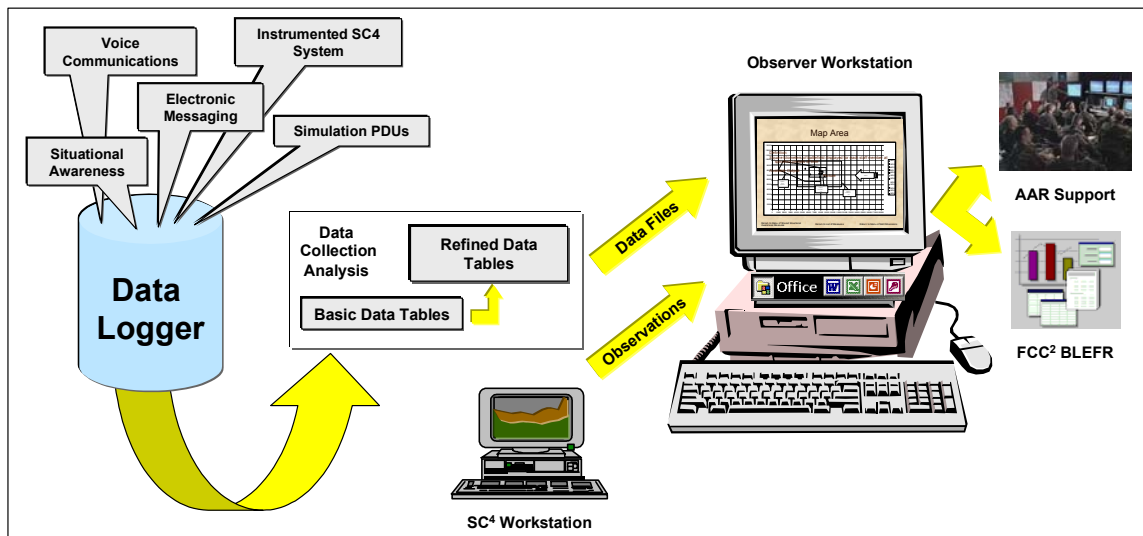 Voice
Communications
Instrumented SC4
System
Electronic
Messaging
Simulation PDUs
Situational
Awareness
Data
Logger
Data
Collection
Analysis
Refined Data
Tables
Basic Data Tables
Data Files
Observations
Observer Workstation
Map Area
Office
SC⁴ Workstation
AAR Support
FCC² BLEFR